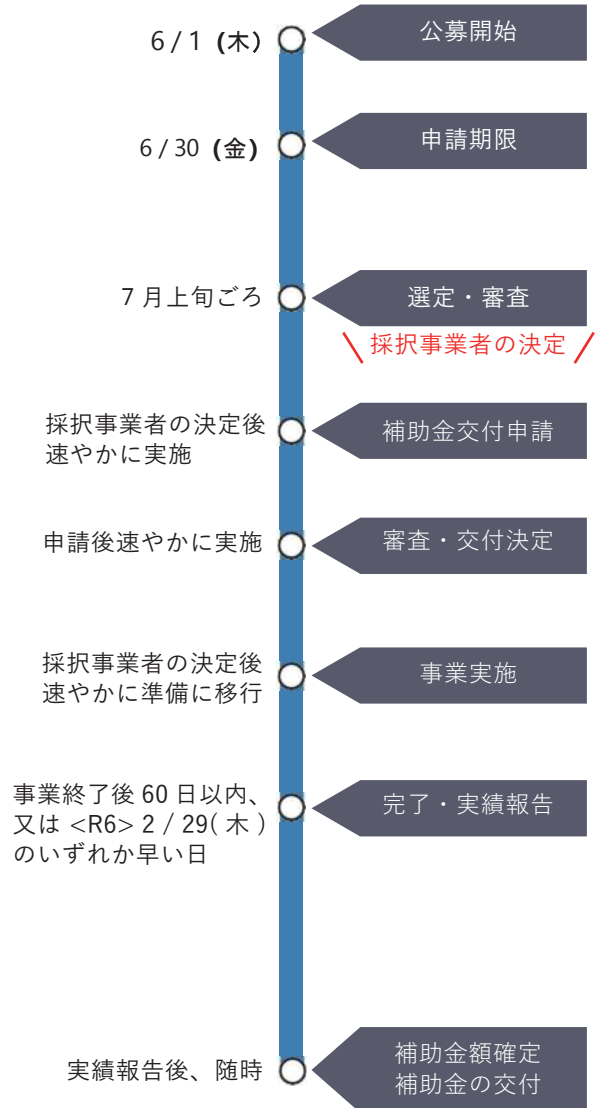 6/1（木）
公募開始
6/30（金）
申請期限
7月上旬ごろ
選定・審査
採択事業者の決定
採択事業者の決定後
速やかに実施
補助金交付申請
申請後速やかに実施
審査・交付決定
採択事業者の決定後
速やかに準備に移行
事業実施
事業終了後 60 日以内、
又は <R6> 2 / 29( 木 )
のいずれか早い日
完了・実績報告
実績報告後、随時
補助金額確定
補助金の交付